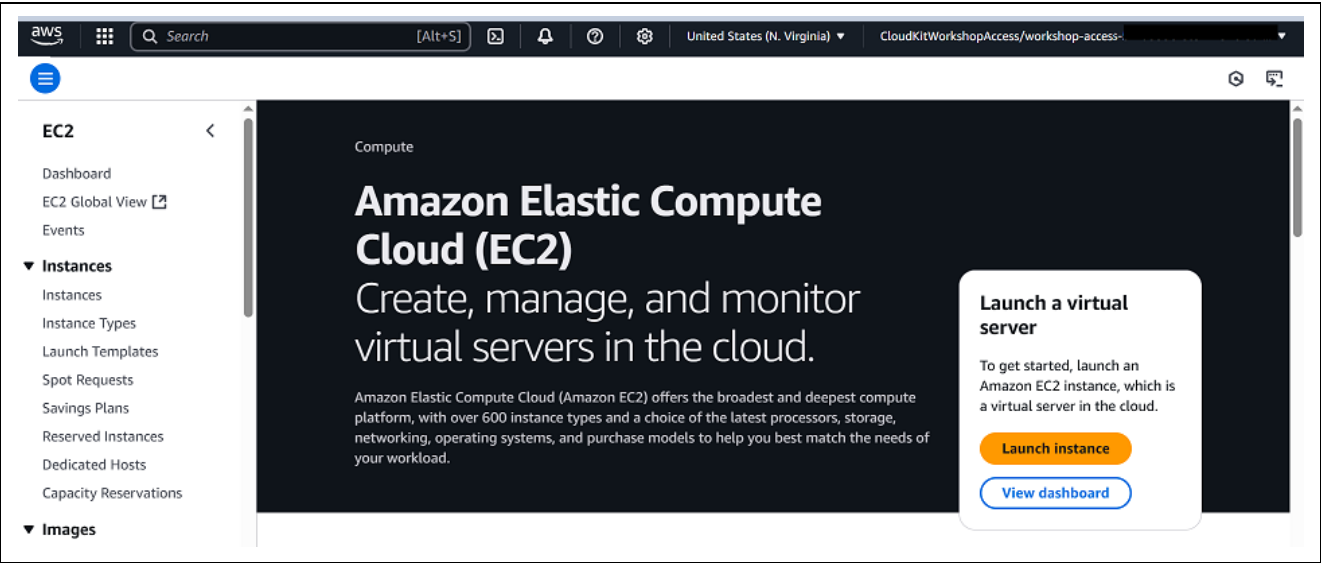 aws
Search [Alt+S]
United States (N. Virginia) ▼
CloudKitWorkshopAccess/workshop-access-
EC2
Dashboard
EC2 Global View
Events
▼ Instances
Instances
Instance Types
Launch Templates
Spot Requests
Savings Plans
Reserved Instances
Dedicated Hosts
Capacity Reservations
▼ Images
Compute
Amazon Elastic Compute
Cloud (EC2)
Create, manage, and monitor
virtual servers in the cloud.
Amazon Elastic Compute Cloud (Amazon EC2) offers the broadest and deepest compute
platform, with over 600 instance types and a choice of the latest processors, storage,
networking, operating systems, and purchase models to help you best match the needs of
your workload.
Launch a virtual
server
To get started, launch an
Amazon EC2 instance, which is
a virtual server in the cloud.
Launch instance
View dashboard